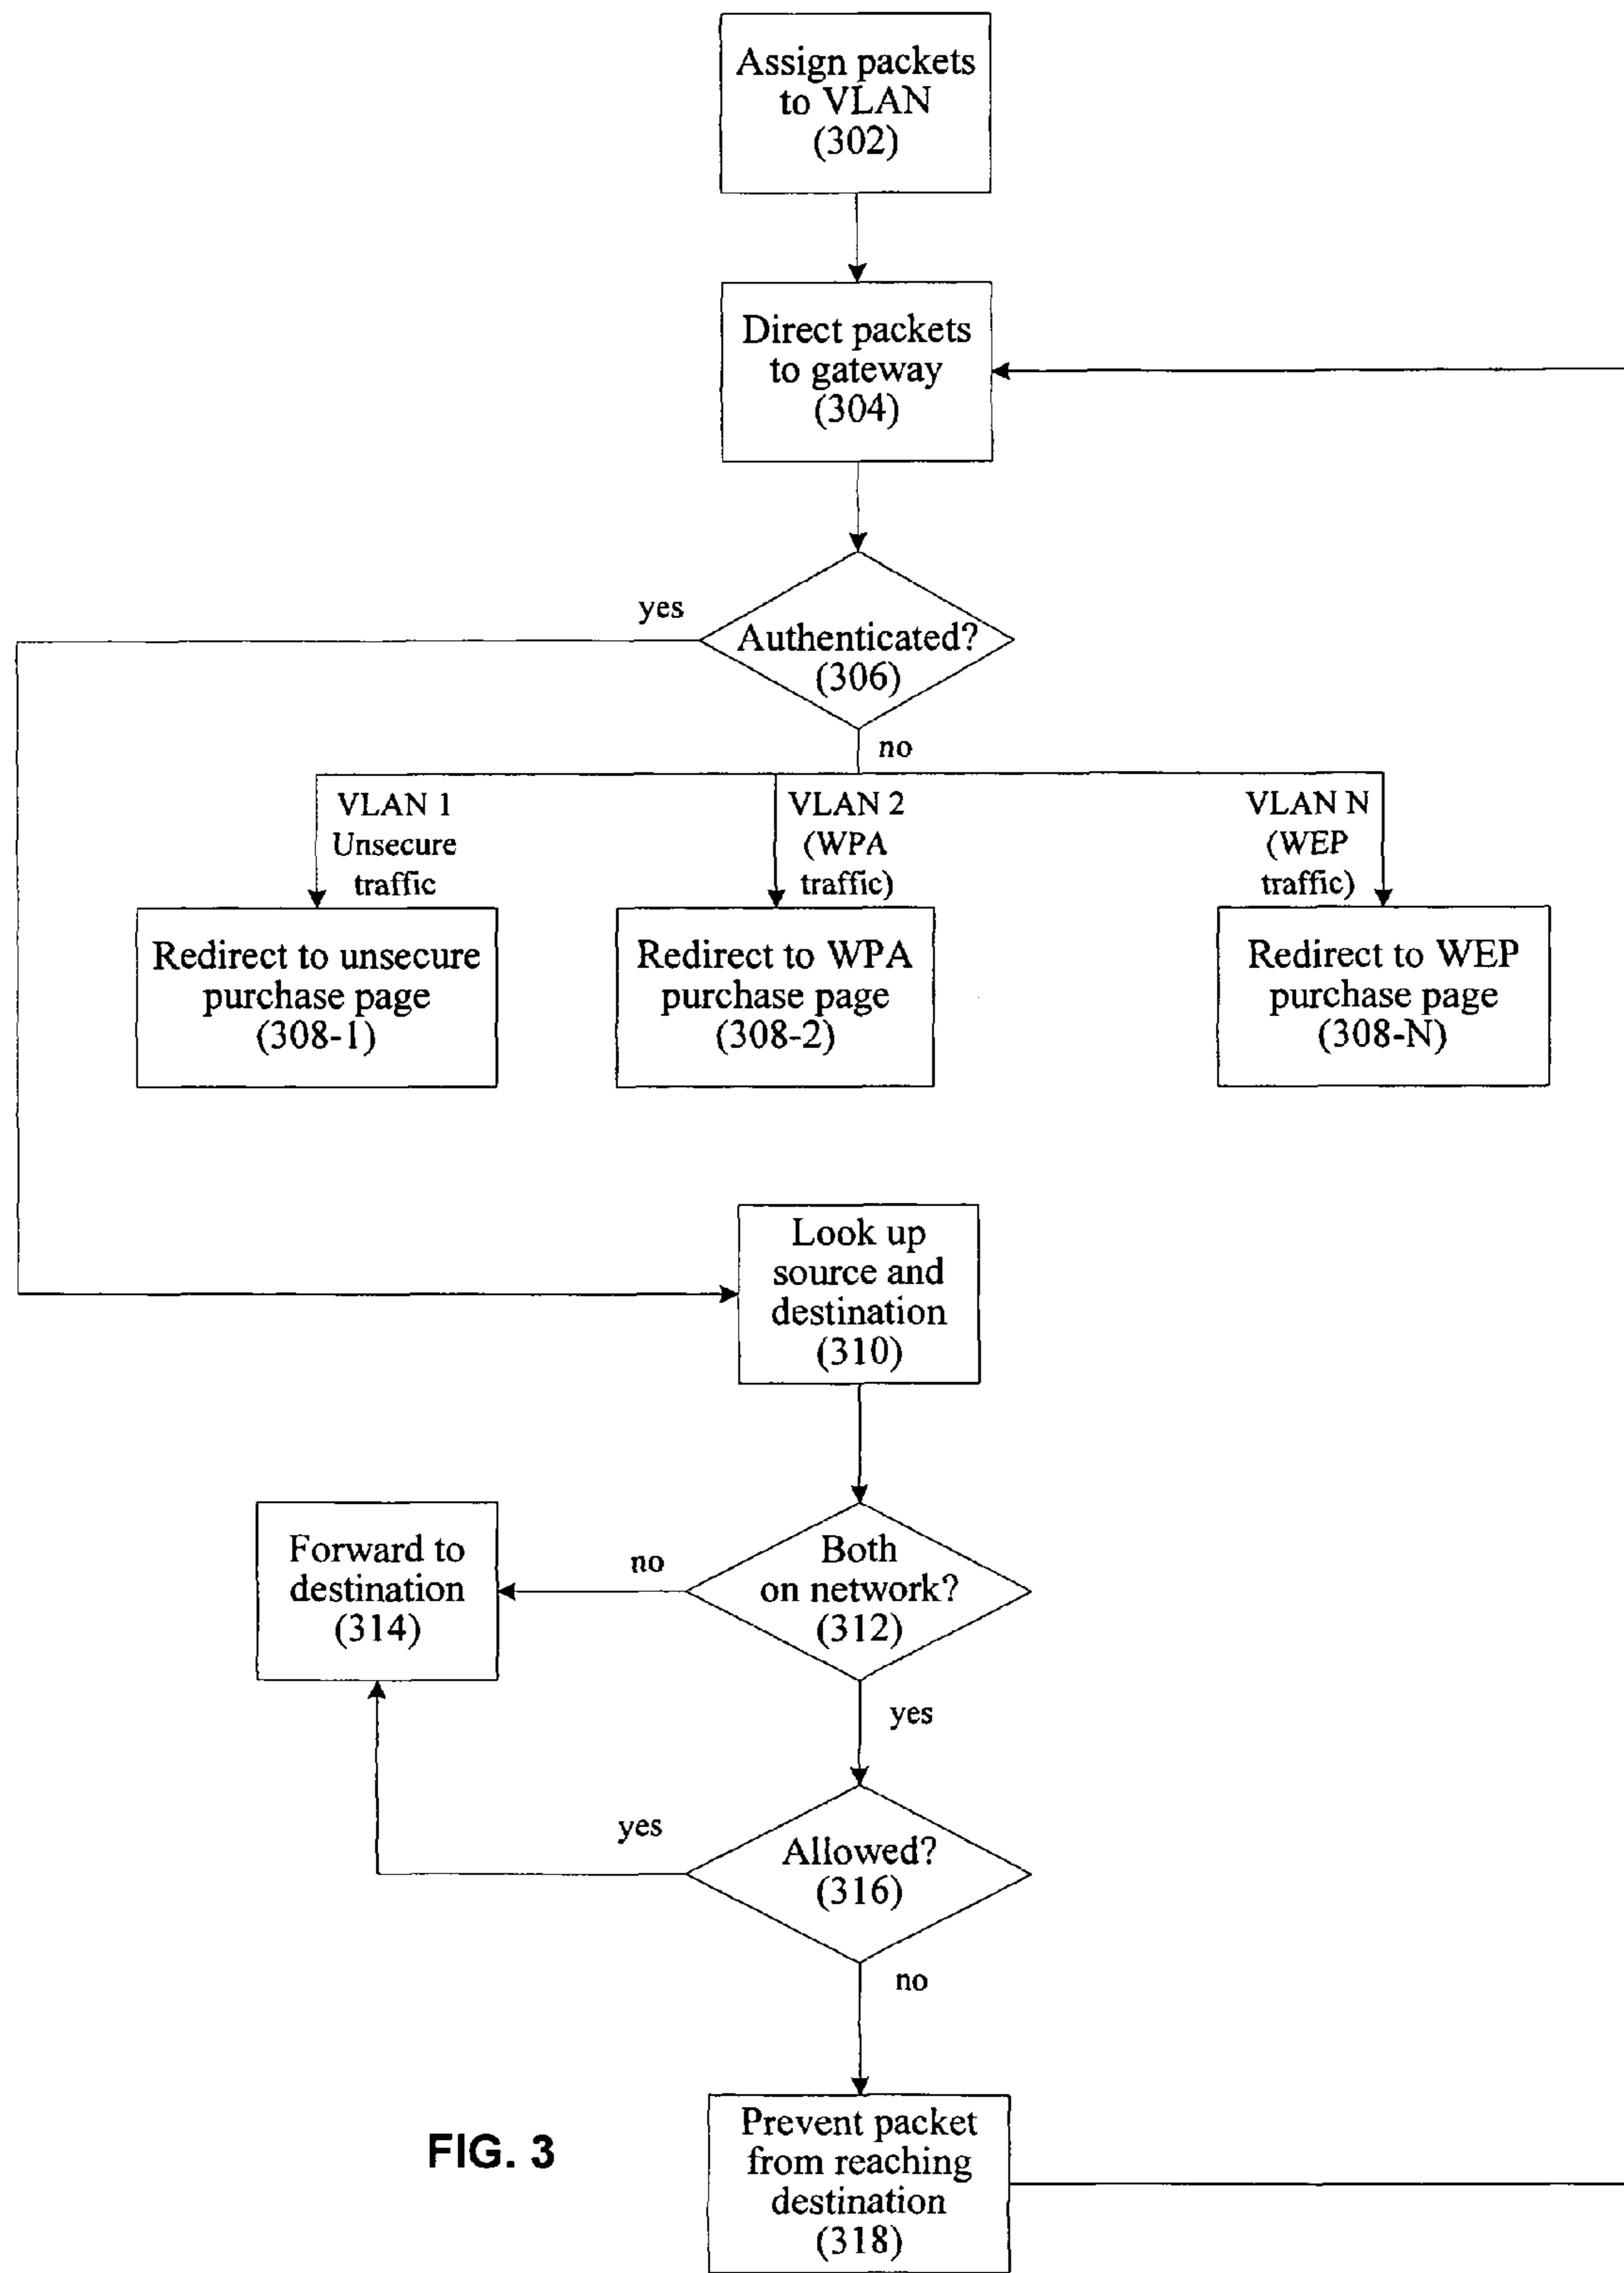 Assign packets
to VLAN
(302)
Direct packets
to gateway
(304)
yes
Authenticated?
(306)
no
VLAN 1
Unsecure
traffic
VLAN 2
(WPA
traffic)
VLAN N
(WEP
traffic)
Redirect to unsecure
purchase page
(308-1)
Redirect to WPA
purchase page
(308-2)
Redirect to WEP
purchase page
(308-N)
Look up
source and
destination
(310)
Forward to
destination
(314)
no
Both
on network?
(312)
yes
yes
Allowed?
(316)
no
Prevent packet
from reaching
destination
(318)
FIG. 3